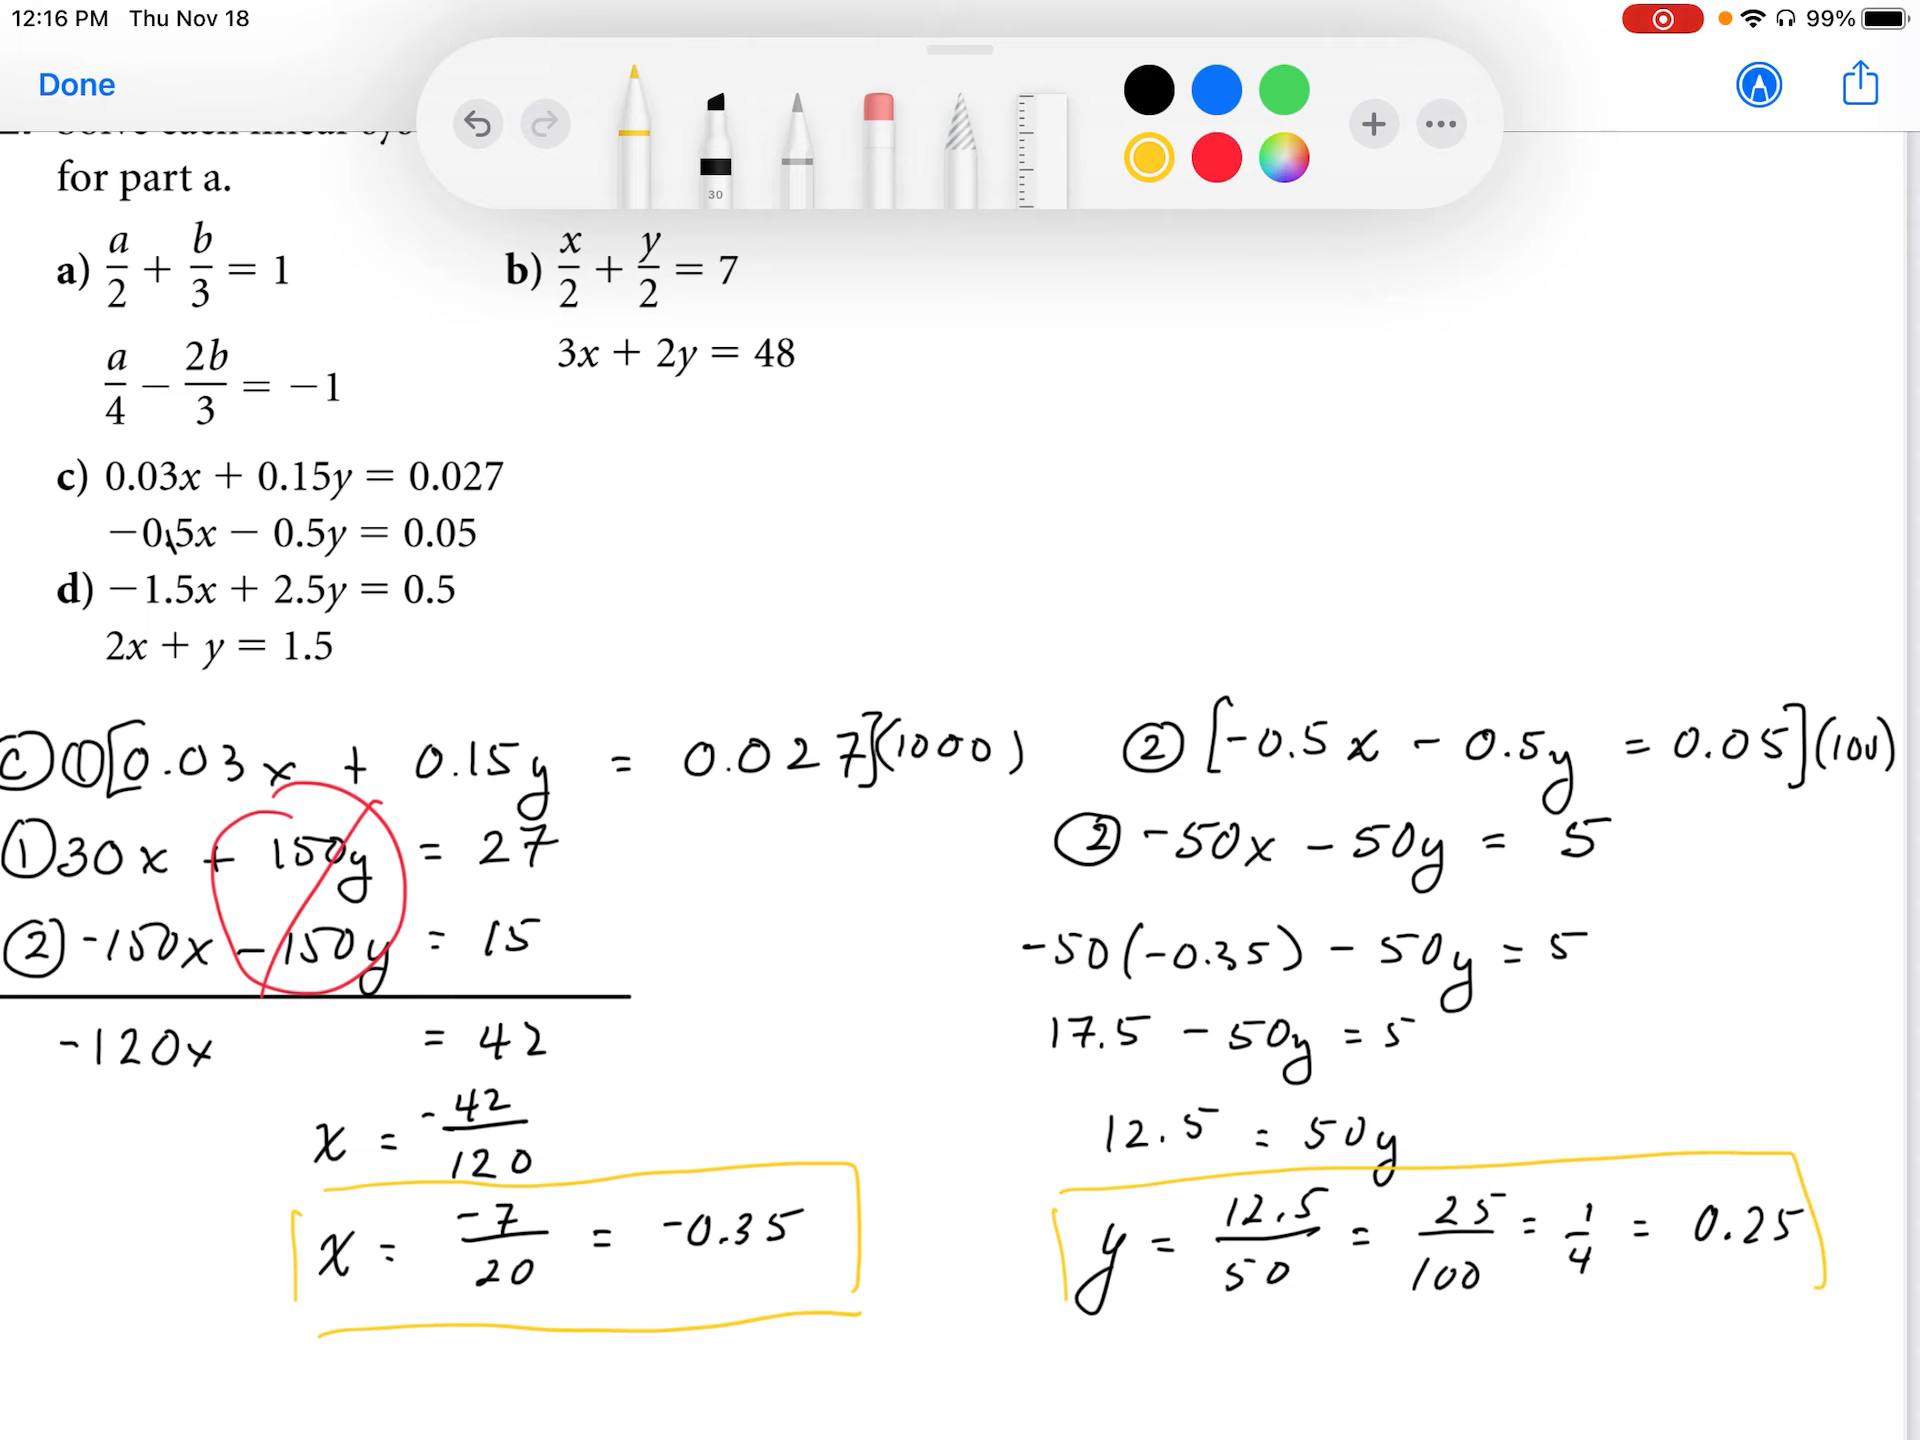 12:16 PM Thu Nov 18
99%
Done
30
for part a.
a) a/2 + b/3 = 1
a/4 − 2b/3 = −1
b) x/2 + y/2 = 7
3x + 2y = 48
c) 0.03x + 0.15y = 0.027
−0.5x − 0.5y = 0.05
d) −1.5x + 2.5y = 0.5
2x + y = 1.5
c) ① [0.03x + 0.15y = 0.027](1000)
① 30x + 150y = 27
② -150x - 150y = 15
-120x = 42
x = -42/120
x = -7/20 = -0.35
② [-0.5x - 0.5y = 0.05](100)
② -50x - 50y = 5
-50(-0.35) - 50y = 5
17.5 - 50y = 5
12.5 = 50y
y = 12.5/50 = 25/100 = 1/4 = 0.25